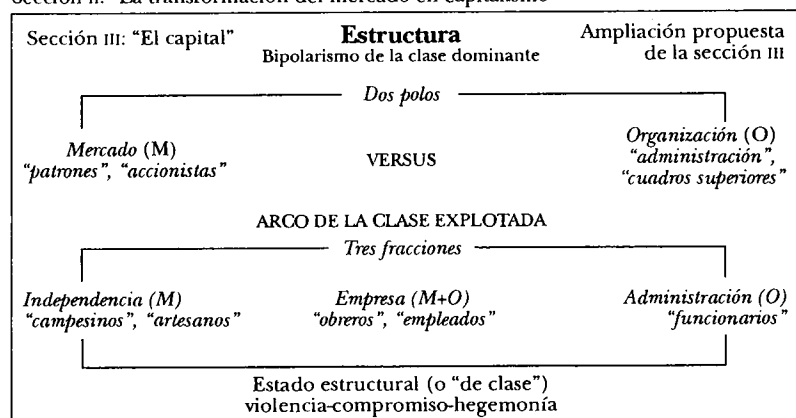 Sección II: "La transformación del mercado en capitalismo"
Sección III: "El capital" Estructura Ampliación propuesta
Bipolarismo de la clase dominante de la sección III
Dos polos
Mercado (M) Organización (O)
"patrones", "accionistas" VERSUS "administración",
"cuadros superiores"
ARCO DE LA CLASE EXPLOTADA
Tres fracciones
Independencia (M) Empresa (M+O) Administración (O)
"campesinos", "artesanos" "obreros", "empleados" "funcionarios"
Estado estructural (o "de clase")
violencia-compromiso-hegemonía